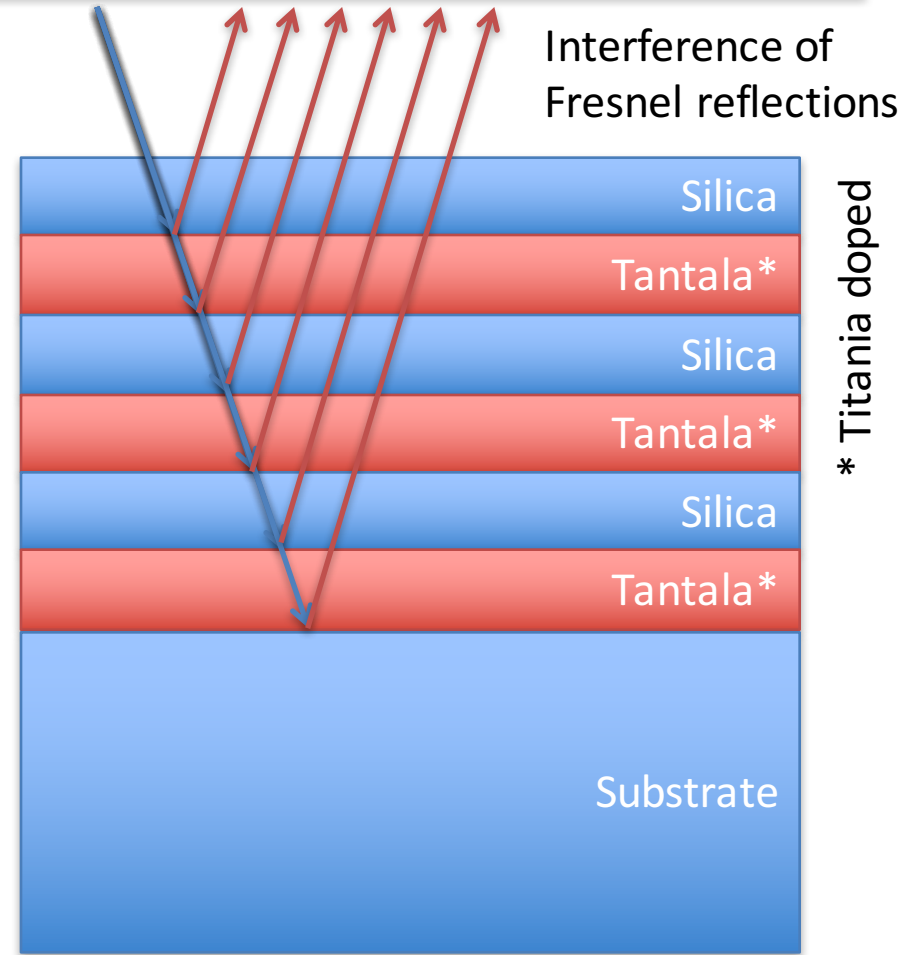 Interference of
Fresnel reflections
Silica
Tantala*
Silica
Tantala*
Silica
Tantala*
Substrate
* Titania doped